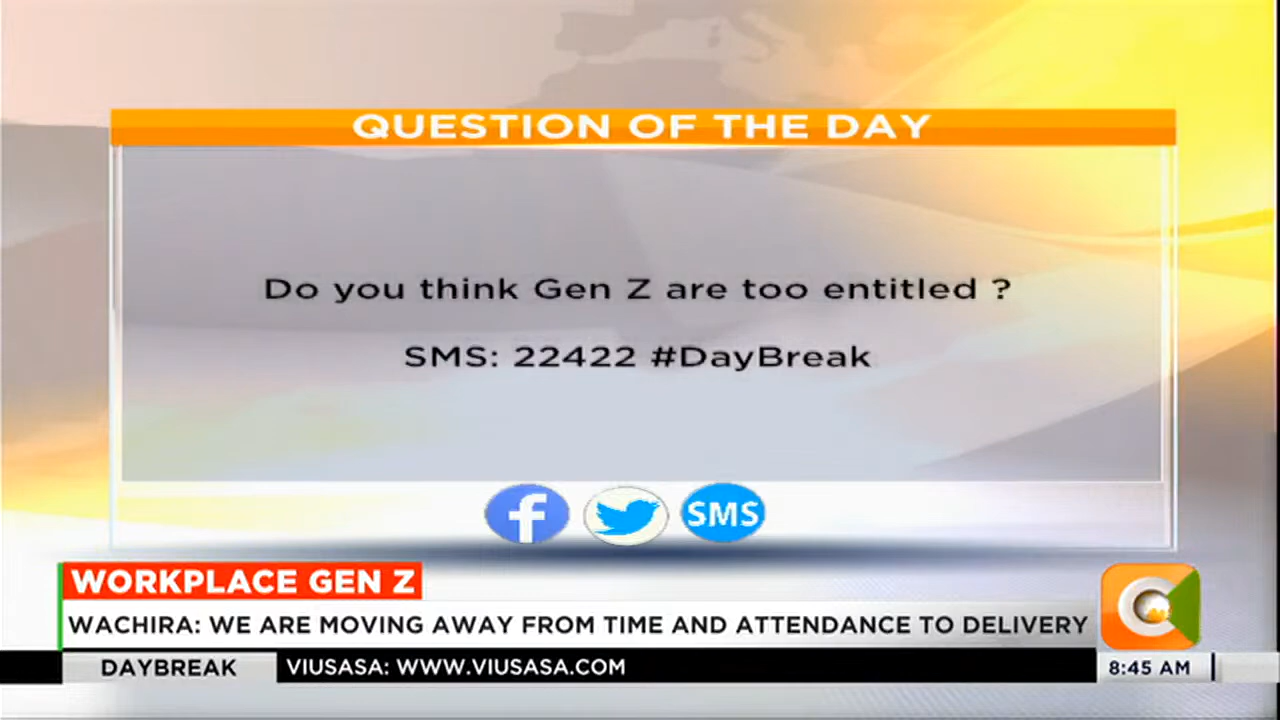 QUESTION OF THE DAY
Do you think Gen Z are too entitled ?
SMS: 22422 #DayBreak
f
SMS
WORKPLACE GEN Z
WACHIRA: WE ARE MOVING AWAY FROM TIME AND ATTENDANCE TO DELIVERY
DAYBREAK
VIUSASA: WWW.VIUSASA.COM
8:45 AM